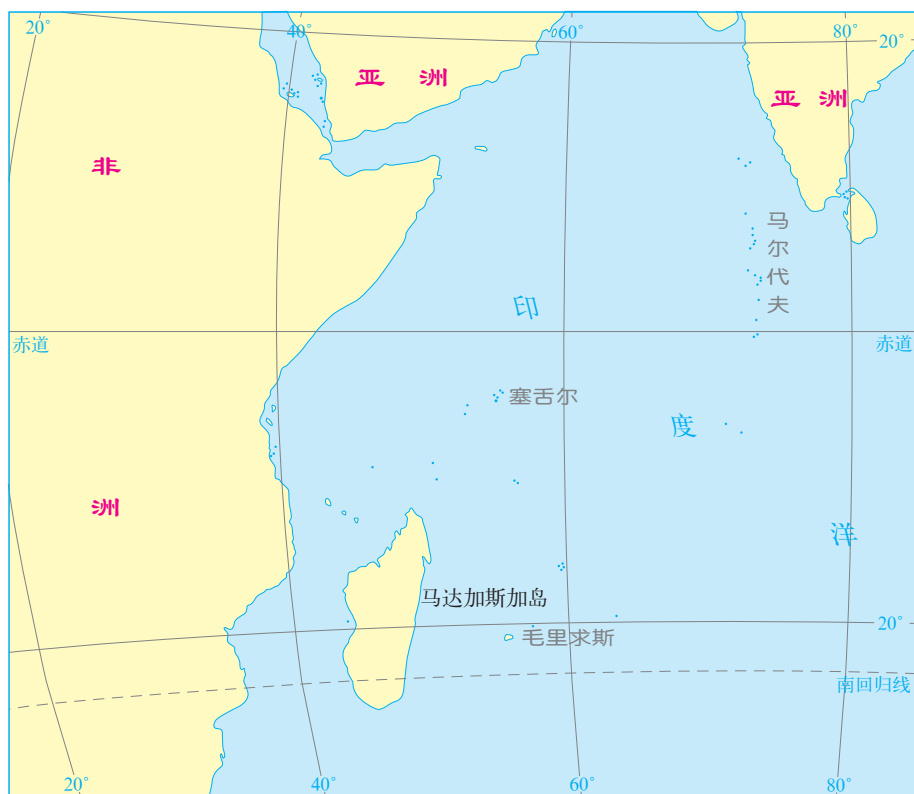 20°
40°
60°
80°
20°
亚 洲
亚 洲
非
马尔代夫
印
赤道
赤道
塞舌尔
度
洲
洋
马达加斯加岛
20°
毛里求斯
南回归线
20°
40°
60°
80°